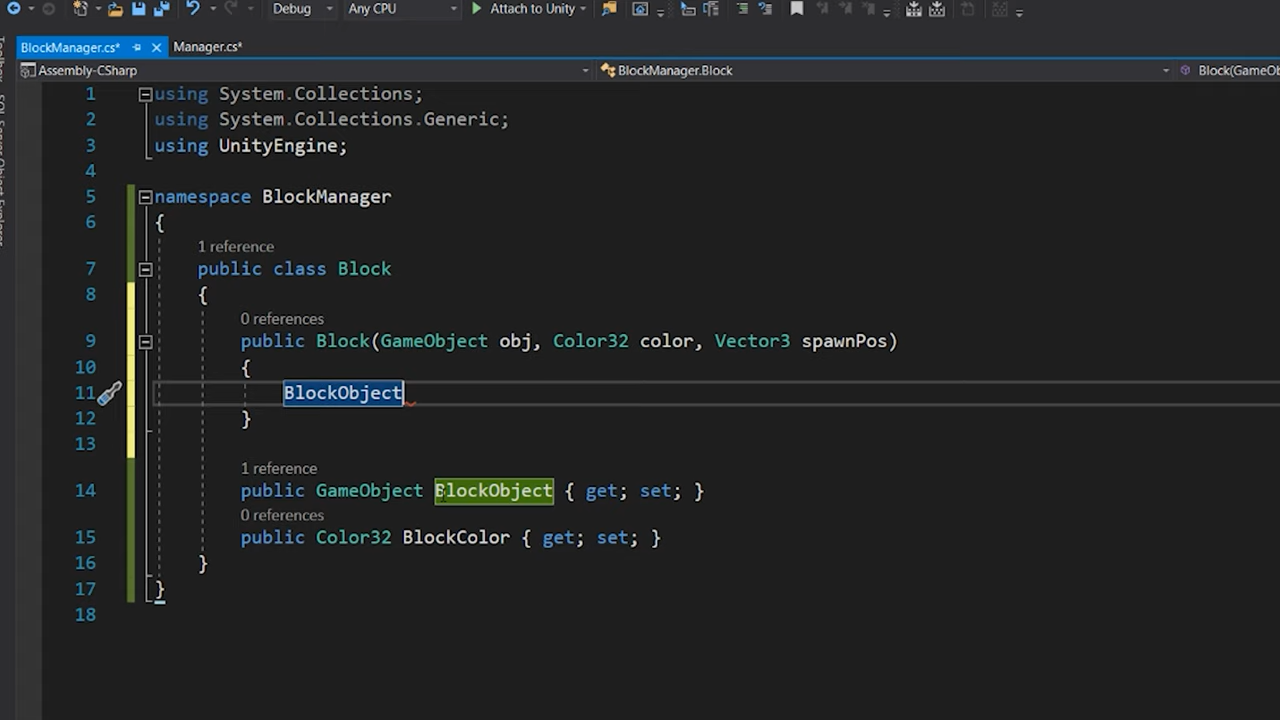 Debug Any CPU Attach to Unity
BlockManager.cs* Manager.cs*
Assembly-CSharp BlockManager.Block Block(GameO
1 using System.Collections;
2 using System.Collections.Generic;
3 using UnityEngine;
4
5 namespace BlockManager
6 {
1 reference
7 public class Block
8 {
0 references
9 public Block(GameObject obj, Color32 color, Vector3 spawnPos)
10 {
11 BlockObject
12 }
13
1 reference
14 public GameObject BlockObject { get; set; }
0 references
15 public Color32 BlockColor { get; set; }
16 }
17 }
18